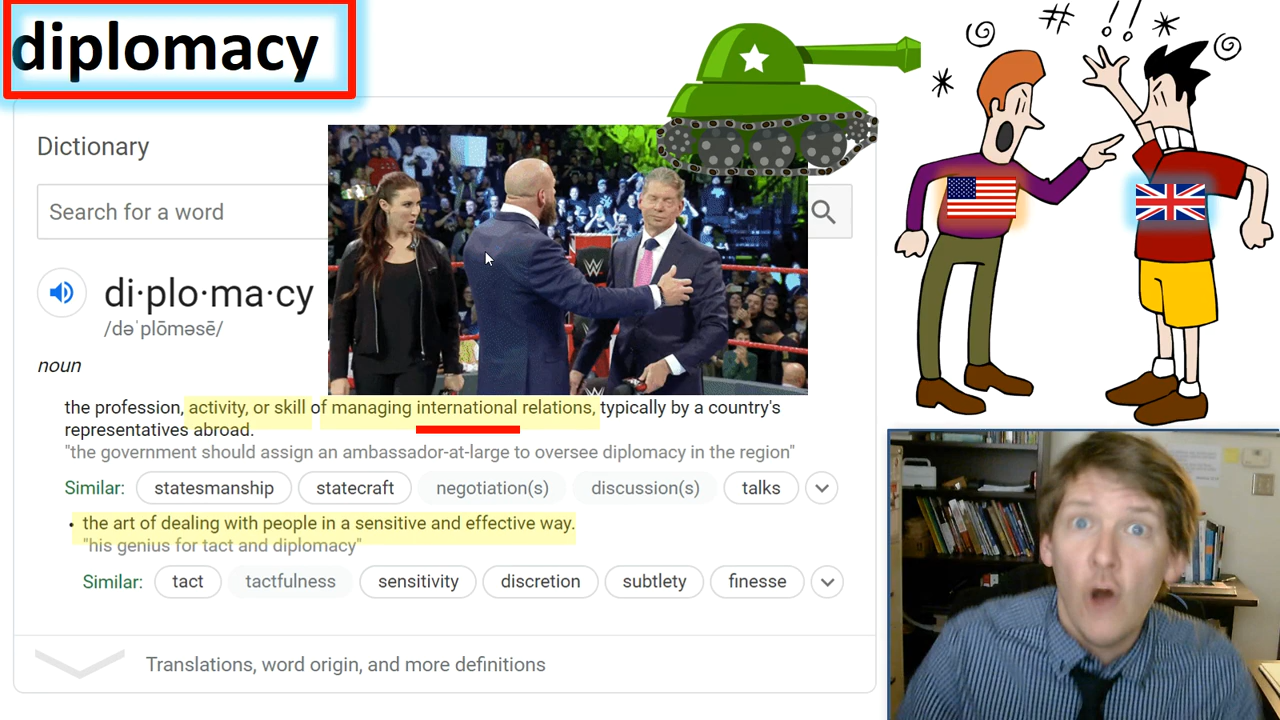 diplomacy
Dictionary
Search for a word
di·plo·ma·cy
/dəˈplōməsē/
noun
the profession, activity, or skill of managing international relations, typically by a country's
representatives abroad.
"the government should assign an ambassador-at-large to oversee diplomacy in the region"
Similar: statesmanship statecraft negotiation(s) discussion(s) talks
• the art of dealing with people in a sensitive and effective way.
"his genius for tact and diplomacy"
Similar: tact tactfulness sensitivity discretion subtlety finesse
Translations, word origin, and more definitions
# !!
W